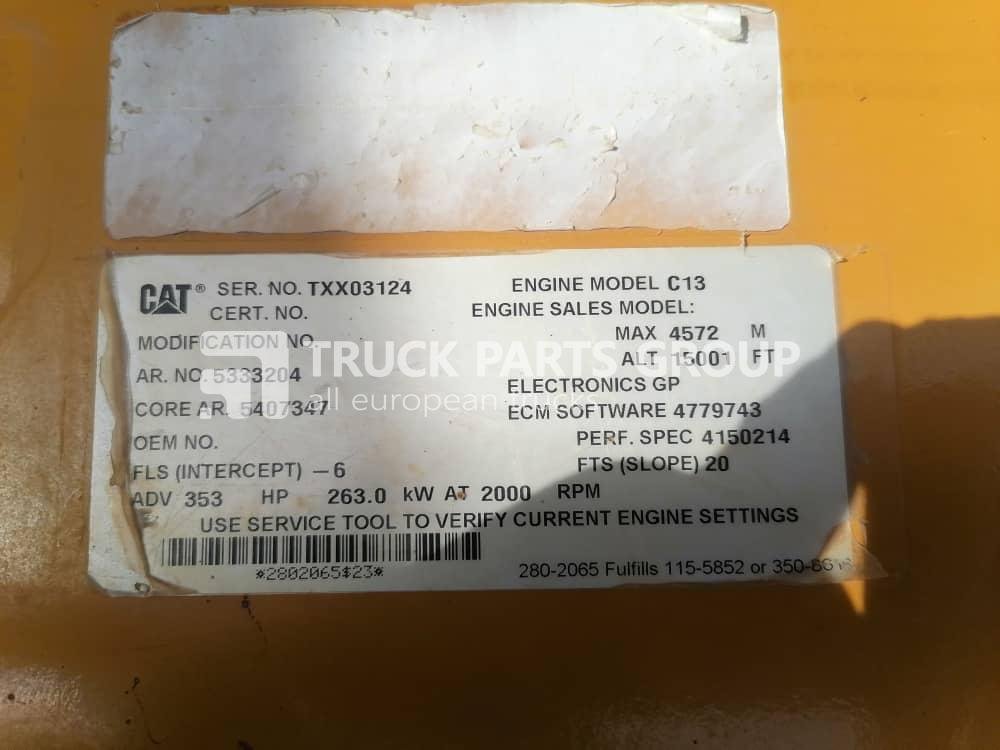 CAT® SER. NO. TXX03124 ENGINE MODEL C13
CERT. NO. ENGINE SALES MODEL:
MODIFICATION NO. MAX 4572 M
ALT 15001 FT
AR. NO. 5333204 ELECTRONICS GP
CORE AR. 5407347 ECM SOFTWARE 4779743
OEM NO. PERF. SPEC 4150214
FLS (INTERCEPT) -6 FTS (SLOPE) 20
ADV 353 HP 263.0 kW AT 2000 RPM
USE SERVICE TOOL TO VERIFY CURRENT ENGINE SETTINGS
*2802065$23*
280-2065 Fulfills 115-5852 or
TRUCK PARTS GROUP
all european trucks